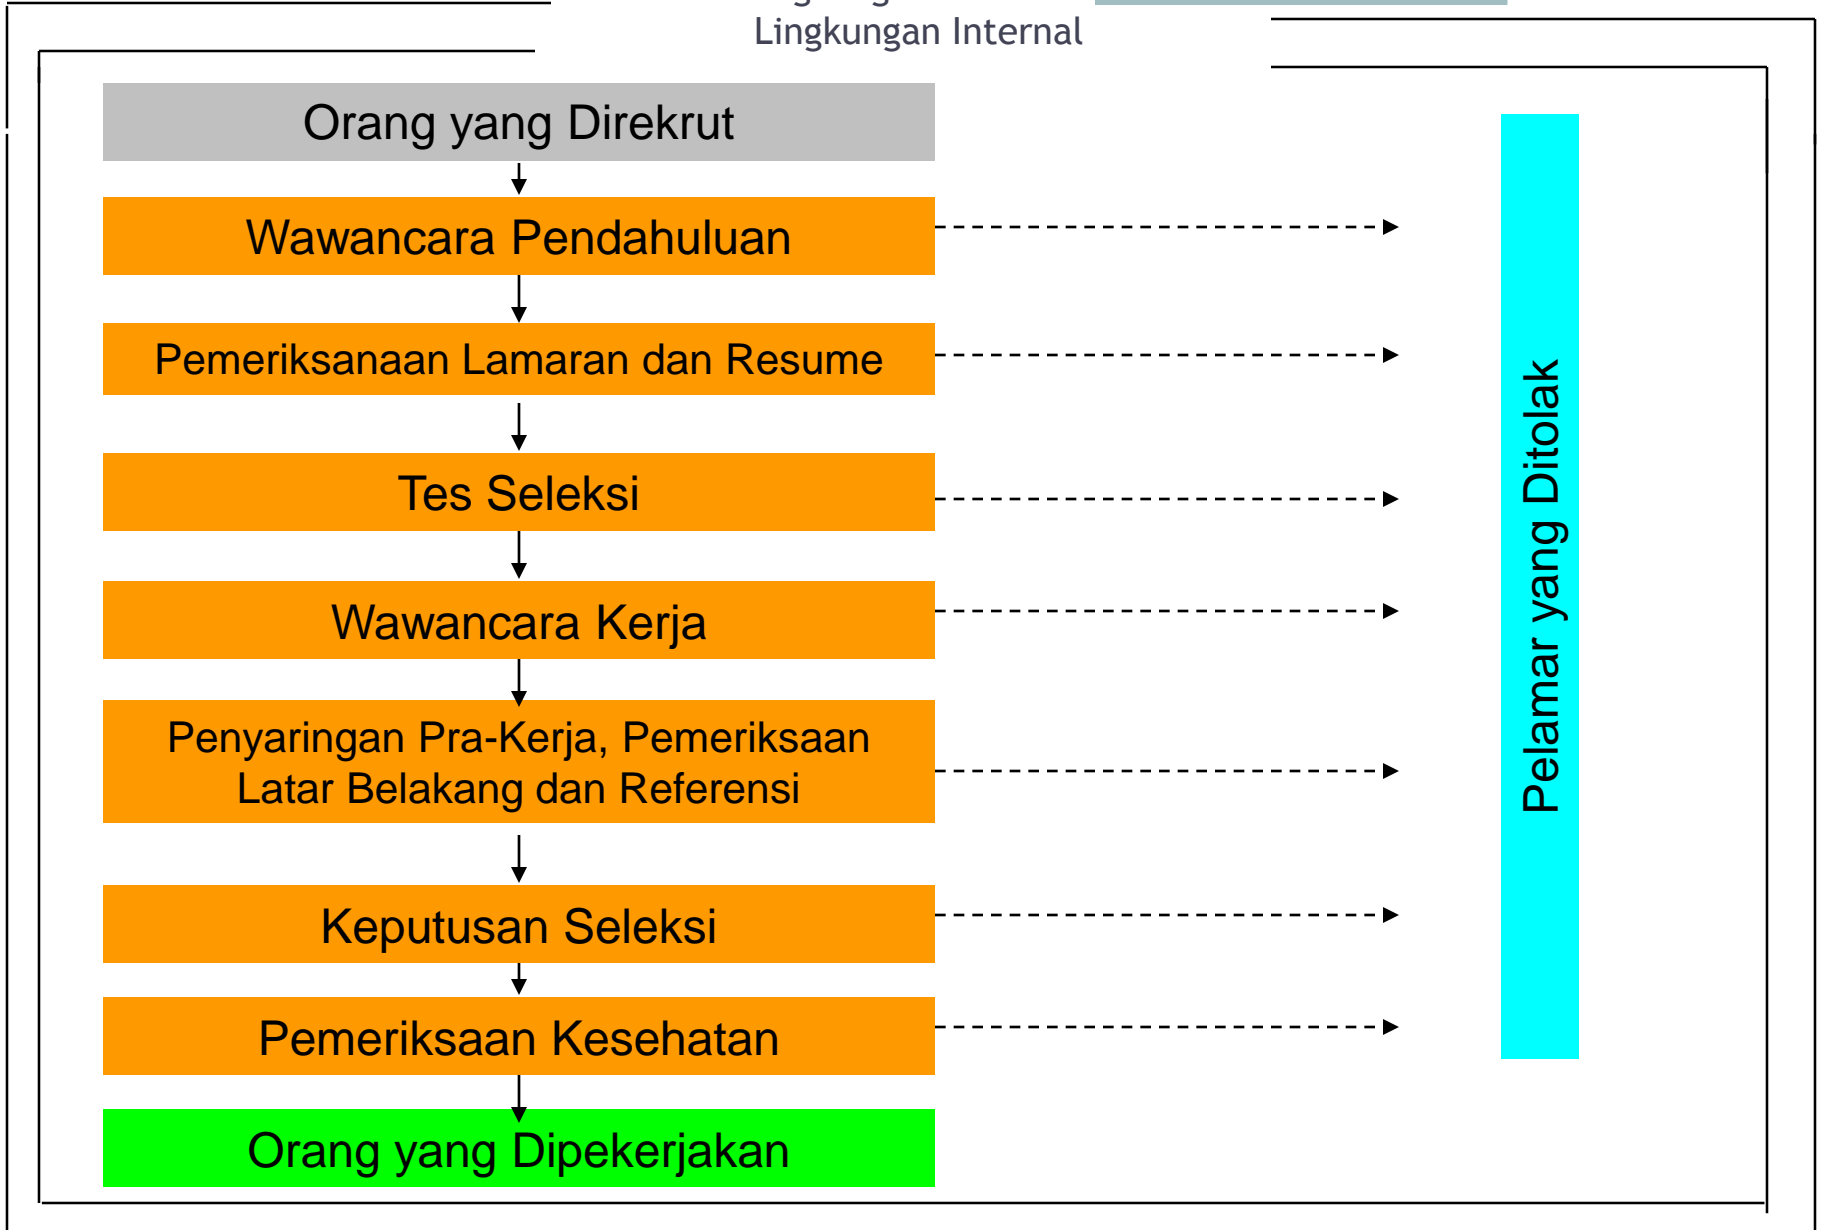 Lingkungan Internal
Orang yang Direkrut
Wawancara Pendahuluan
Pemeriksanaan Lamaran dan Resume
Tes Seleksi
Wawancara Kerja
Penyaringan Pra-Kerja, Pemeriksaan
Latar Belakang dan Referensi
Keputusan Seleksi
Pemeriksaan Kesehatan
Orang yang Dipekerjakan
Pelamar yang Ditolak